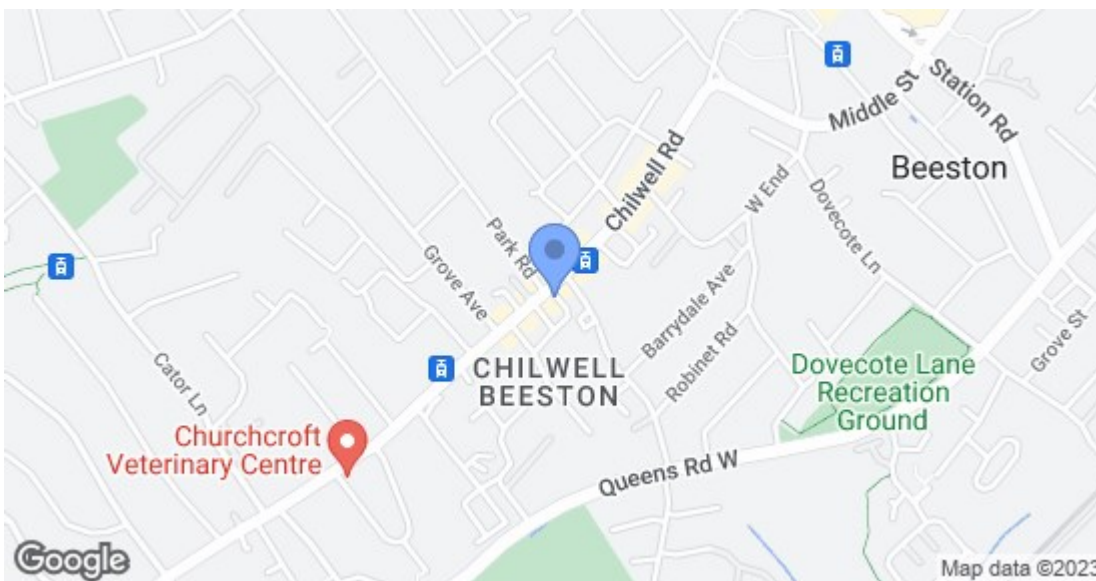 Station Rd
Middle St
Beeston
Chilwell Rd
W End
Dovecote Ln
Park Rd
Grove Ave
Barrydale Ave
Robinet Rd
Grove St
Cator Ln
CHILWELL
BEESTON
Dovecote Lane
Recreation
Ground
Churchcroft
Veterinary Centre
Queens Rd W
Google
Map data ©2023